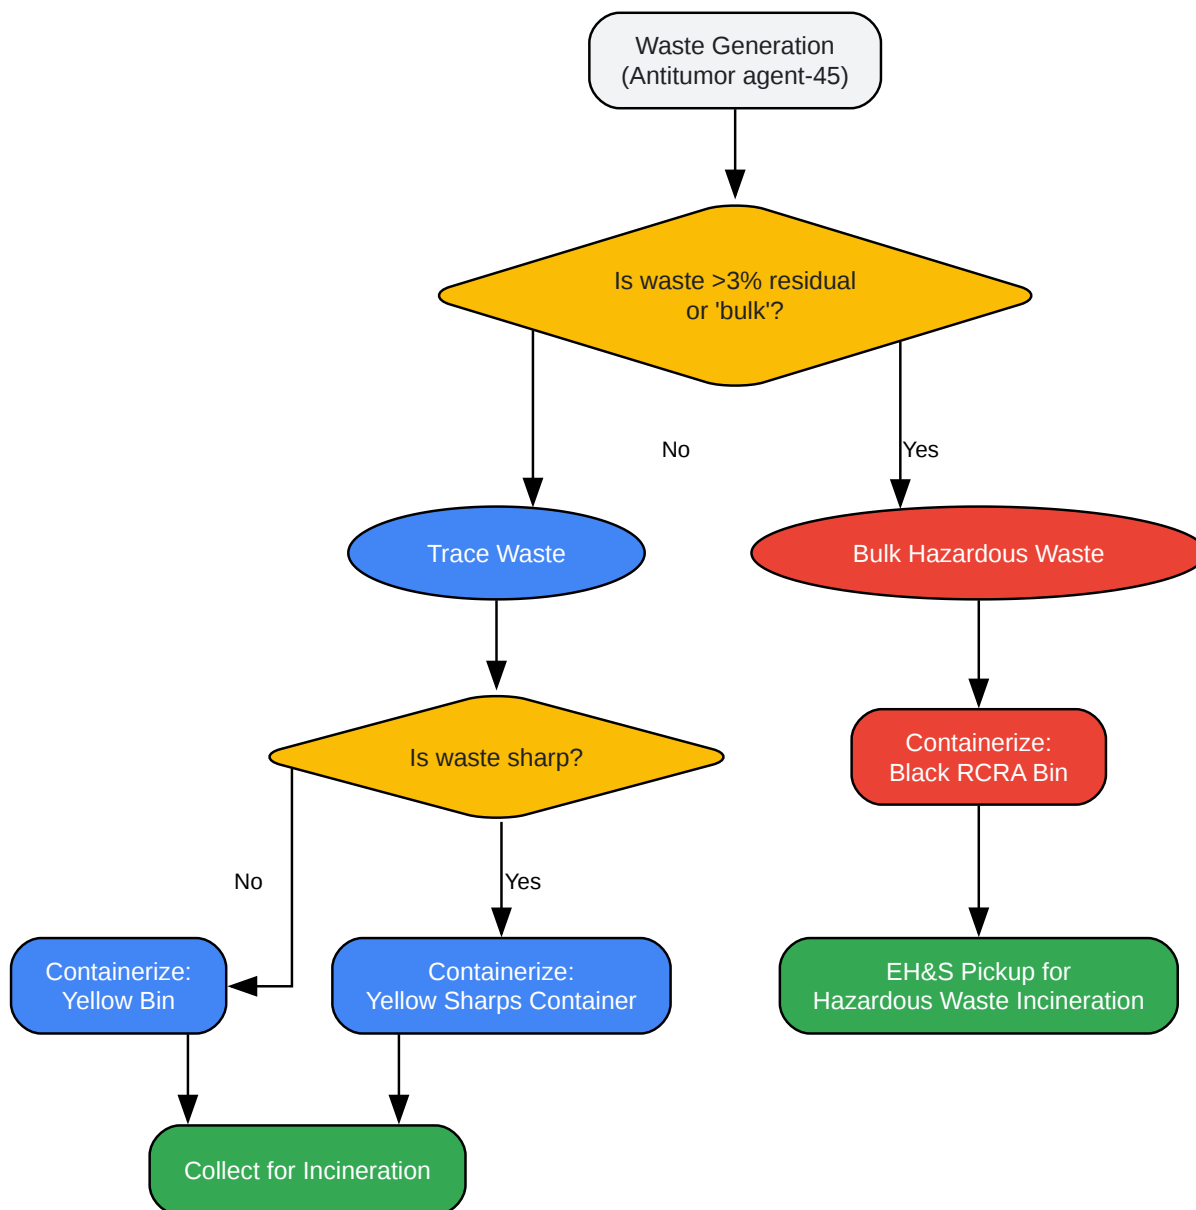 Waste Generation
(Antitumor agent-45)
Is waste >3% residual
or 'bulk'?
No
Yes
Trace Waste
Bulk Hazardous Waste
Is waste sharp?
Containerize:
Black RCRA Bin
No
Yes
Containerize:
Yellow Bin
Containerize:
Yellow Sharps Container
EH&S Pickup for
Hazardous Waste Incineration
Collect for Incineration